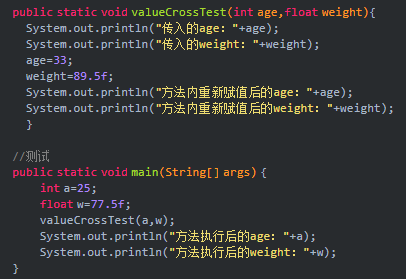 public static void valueCrossTest(int age,float weight){
System.out.println("传入的age："+age);
System.out.println("传入的weight："+weight);
age=33;
weight=89.5f;
System.out.println("方法内重新赋值后的age："+age);
System.out.println("方法内重新赋值后的weight："+weight);
}
//测试
public static void main(String[] args) {
int a=25;
float w=77.5f;
valueCrossTest(a,w);
System.out.println("方法执行后的age："+a);
System.out.println("方法执行后的weight："+w);
}